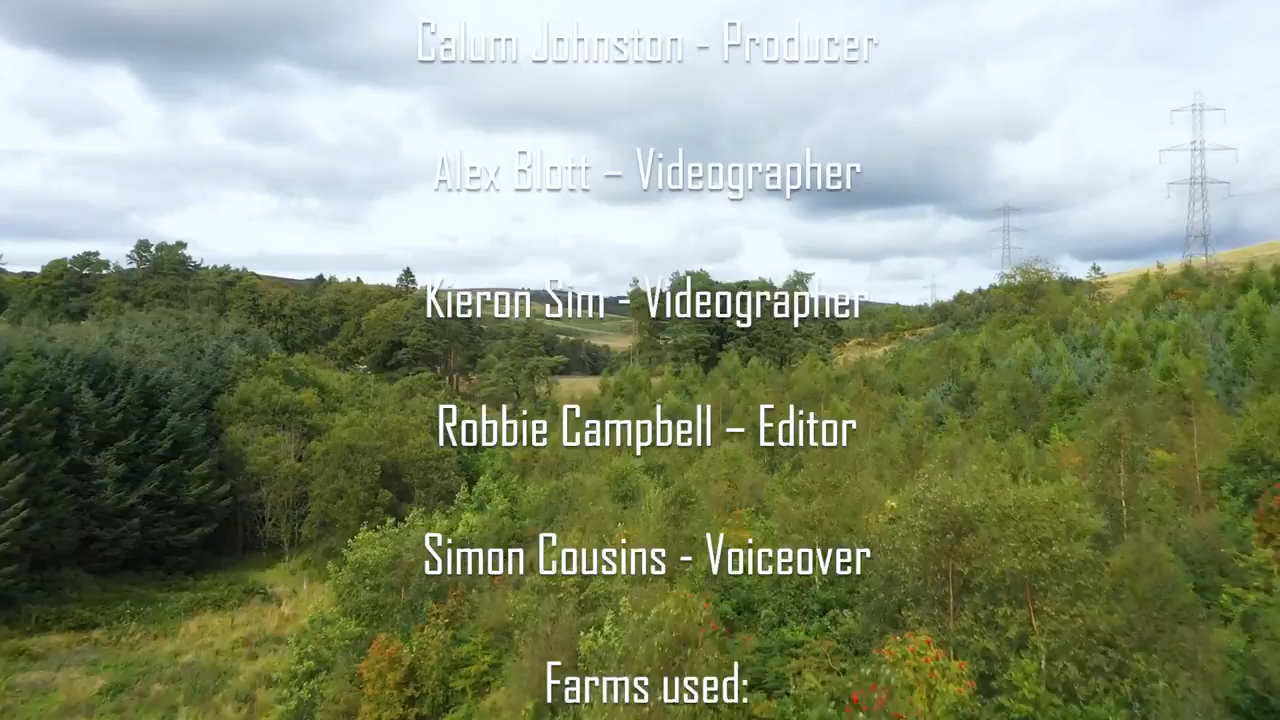 Calum Johnston - Producer
Alex Blott – Videographer
Kieron Sim - Videographer
Robbie Campbell – Editor
Simon Cousins - Voiceover
Farms used: